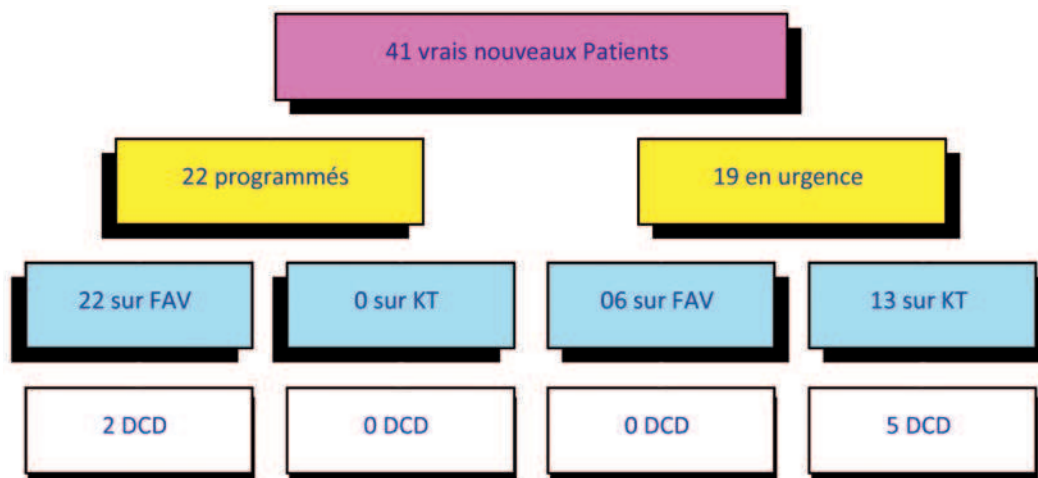 41 vrais nouveaux Patients
22 programmés
19 en urgence
22 sur FAV
0 sur KT
06 sur FAV
13 sur KT
2 DCD
0 DCD
0 DCD
5 DCD